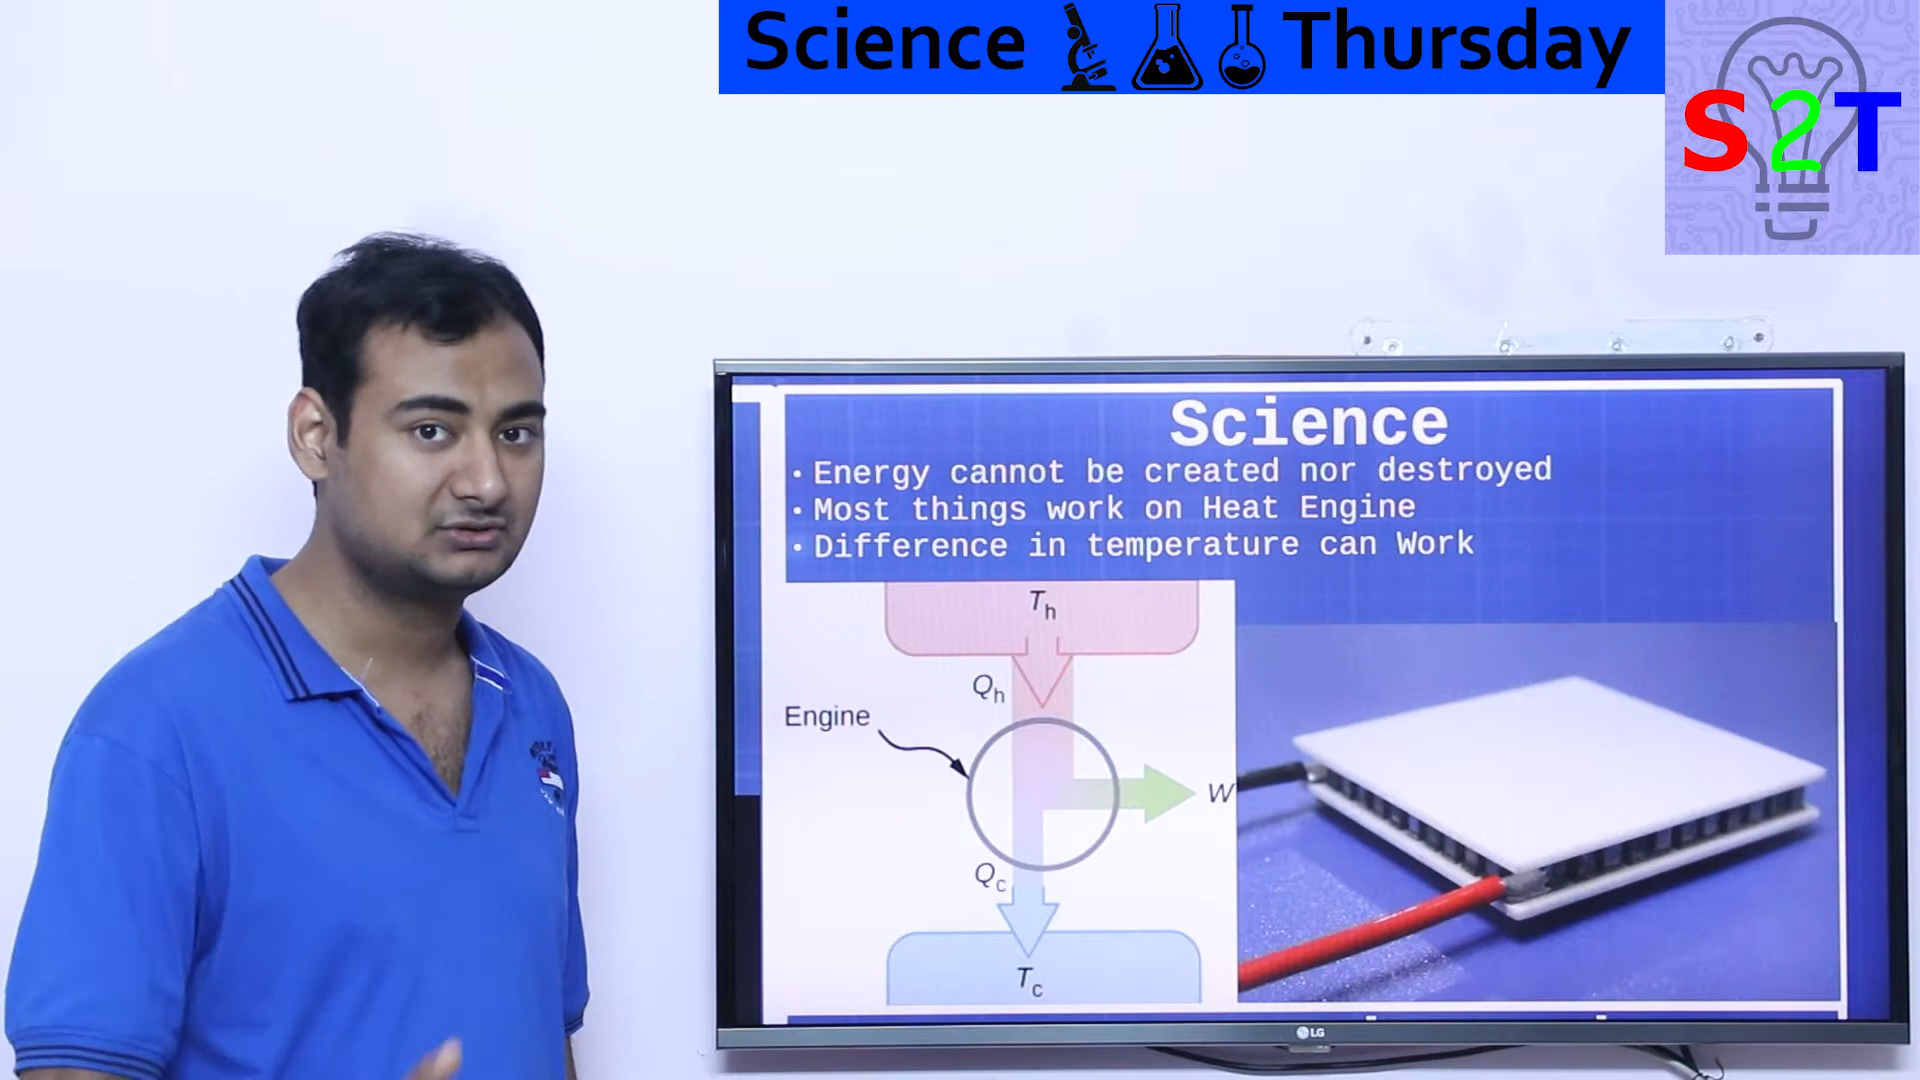 Science Thursday
S2T
Science
• Energy cannot be created nor destroyed
• Most things work on Heat Engine
• Difference in temperature can Work
Th
Qh
Engine
W
Qc
Tc
LG